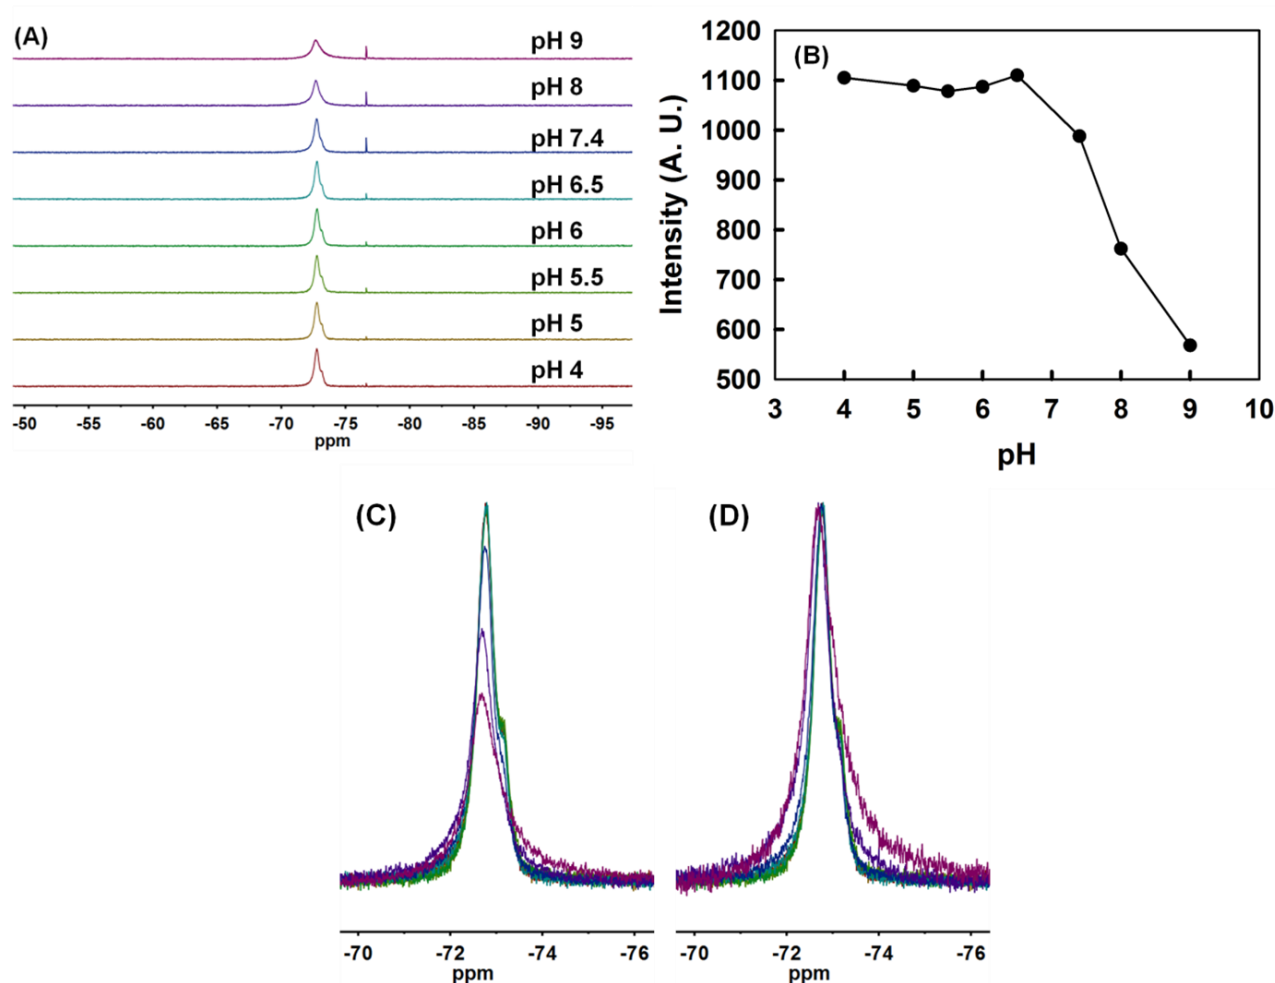 (A)
pH 9
pH 8
pH 7.4
pH 6.5
pH 6
pH 5.5
pH 5
pH 4
-50 -55 -60 -65 -70 -75 -80 -85 -90 -95
ppm
(B)
1200
1100
1000
900
800
700
600
500
Intensity (A. U.)
3 4 5 6 7 8 9 10
pH
(C)
-70 -72 -74 -76
ppm
(D)
-70 -72 -74 -76
ppm